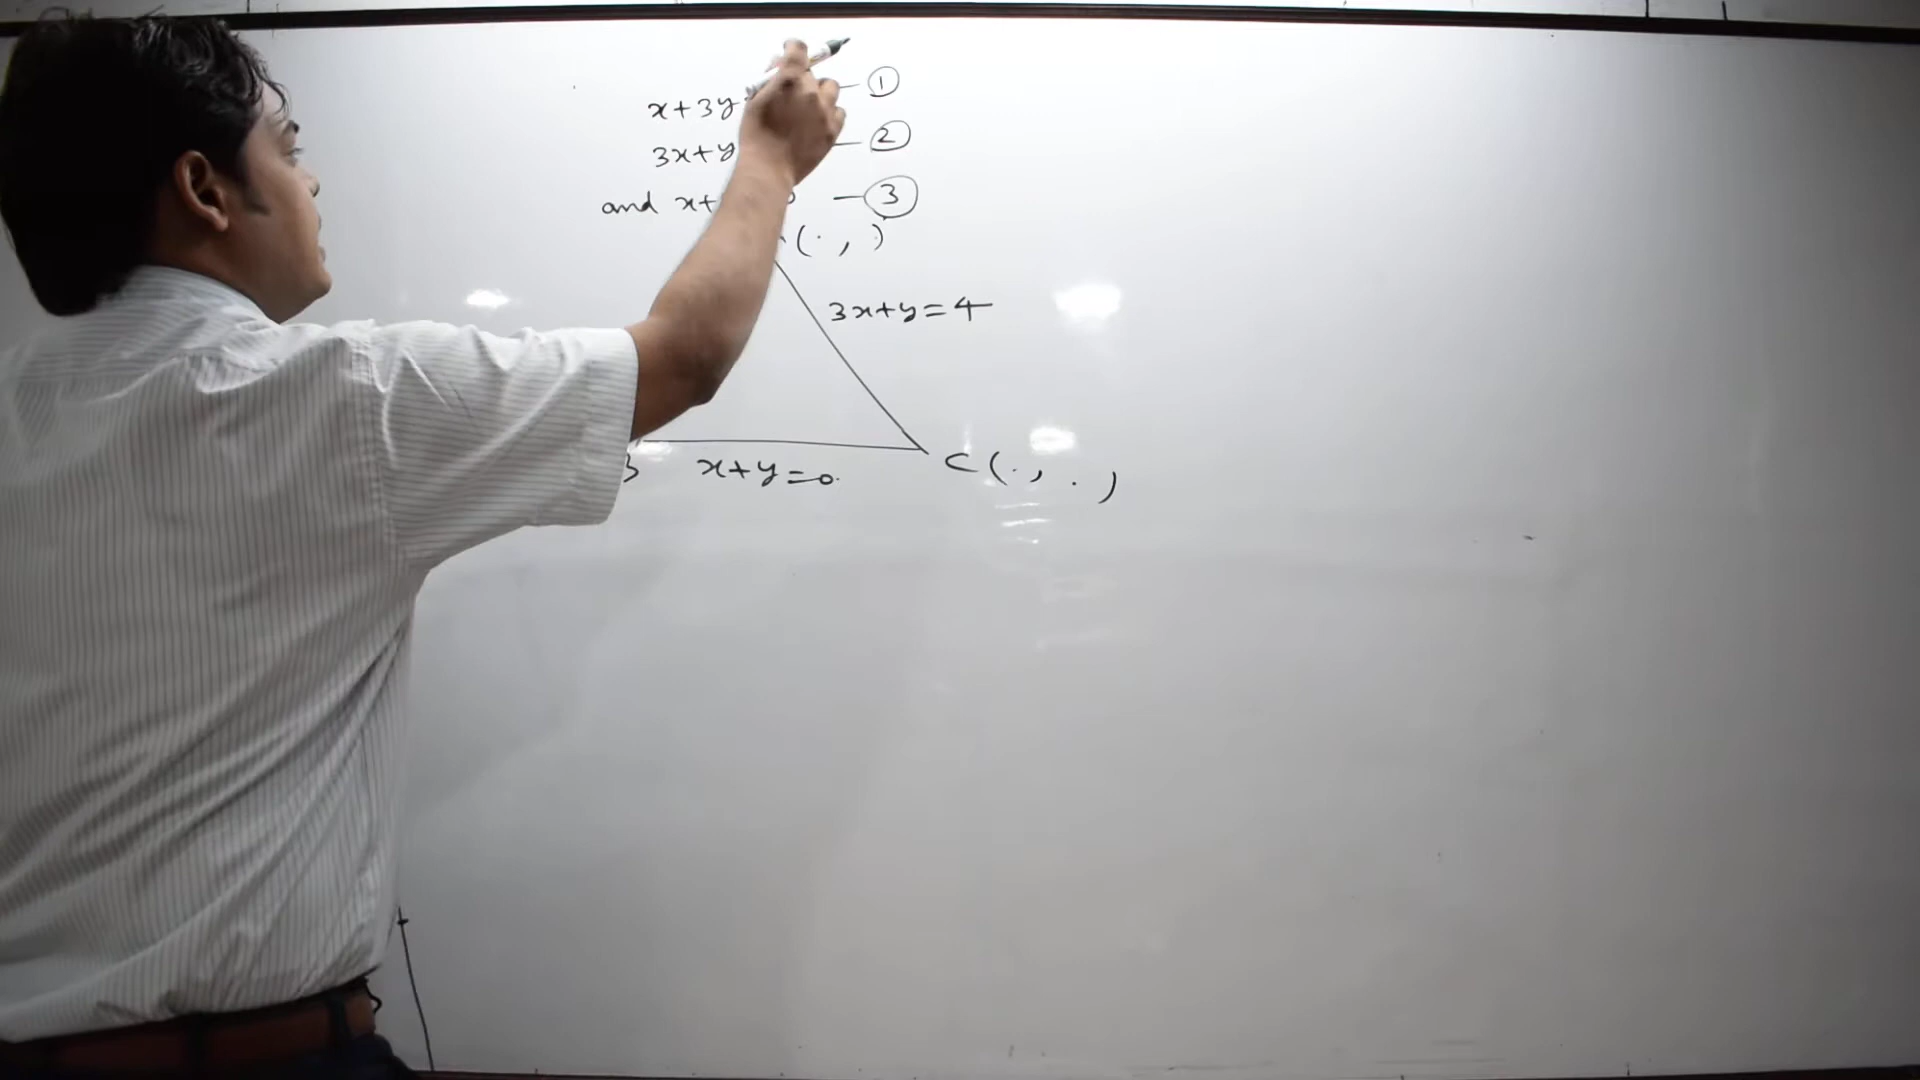 x+3y — ①
3x+y — ②
and x+ — ③
( . , )
3x+y=4
x+y=0
C ( . , . )